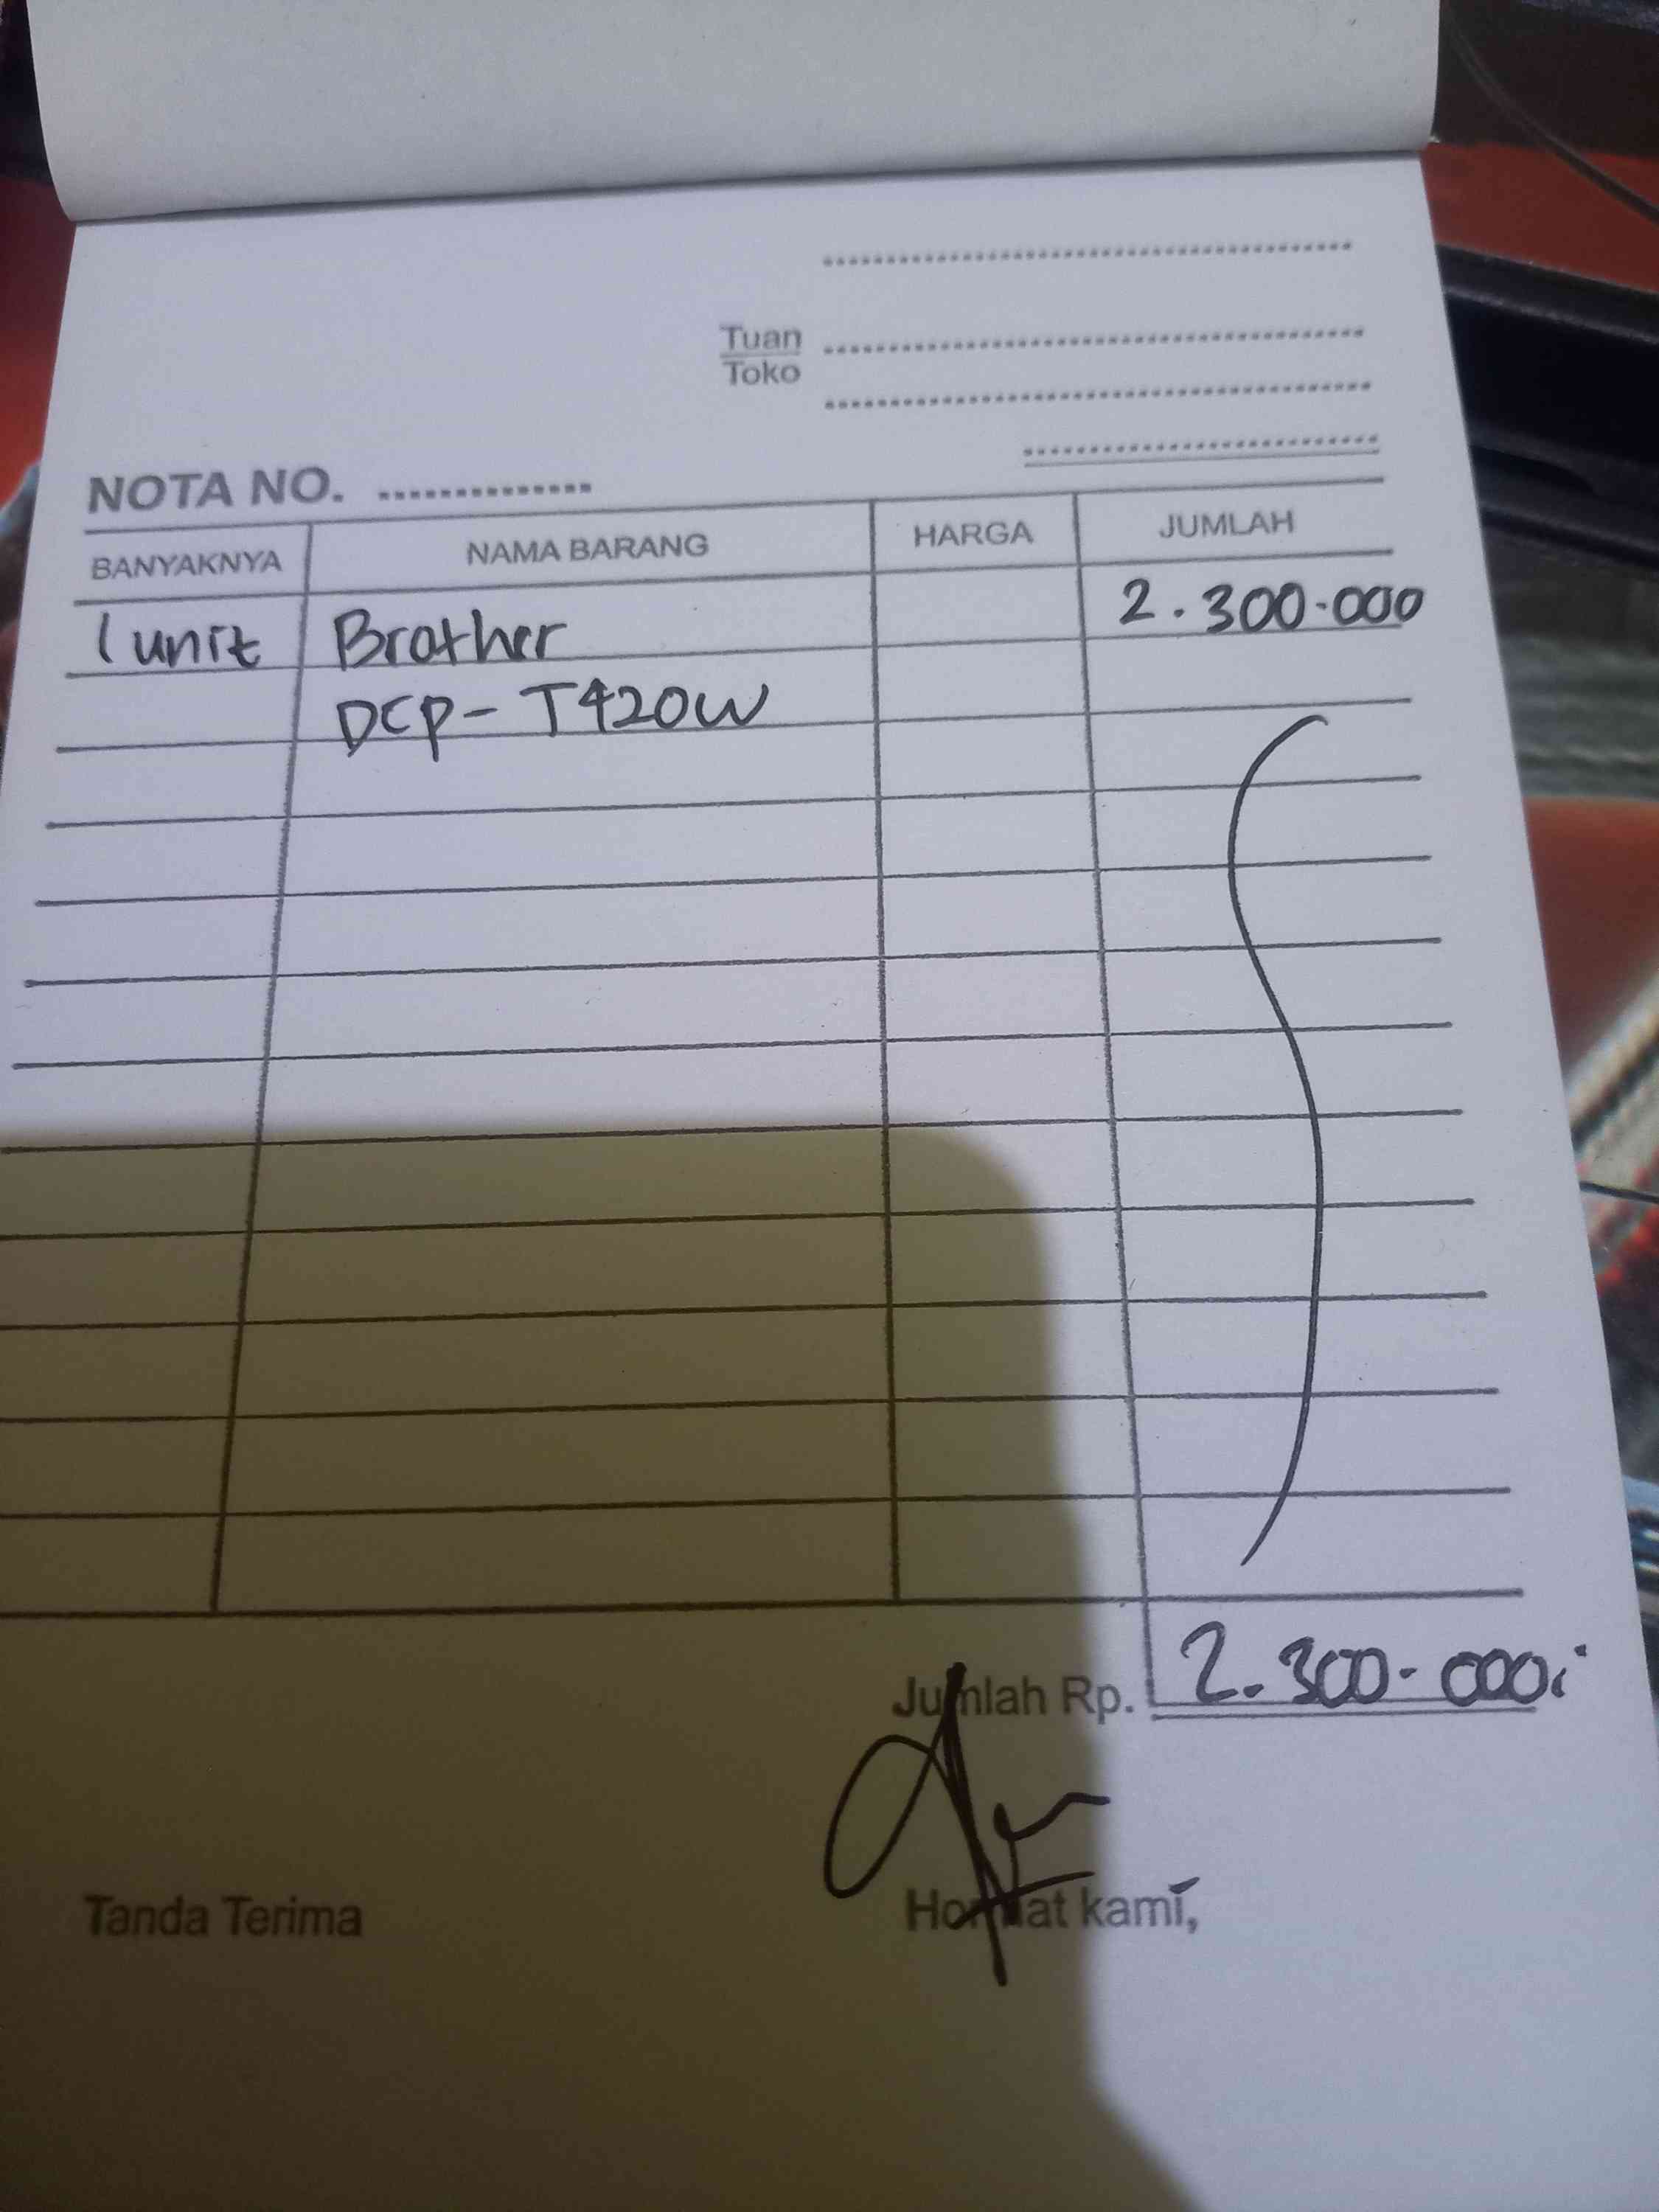 Tuan
Toko
NOTA NO. ...............
BANYAKNYA NAMA BARANG HARGA JUMLAH
1 unit Brother 2.300.000
DCP-T420W
Jumlah Rp. 2.300.000
Tanda Terima Hormat kami,